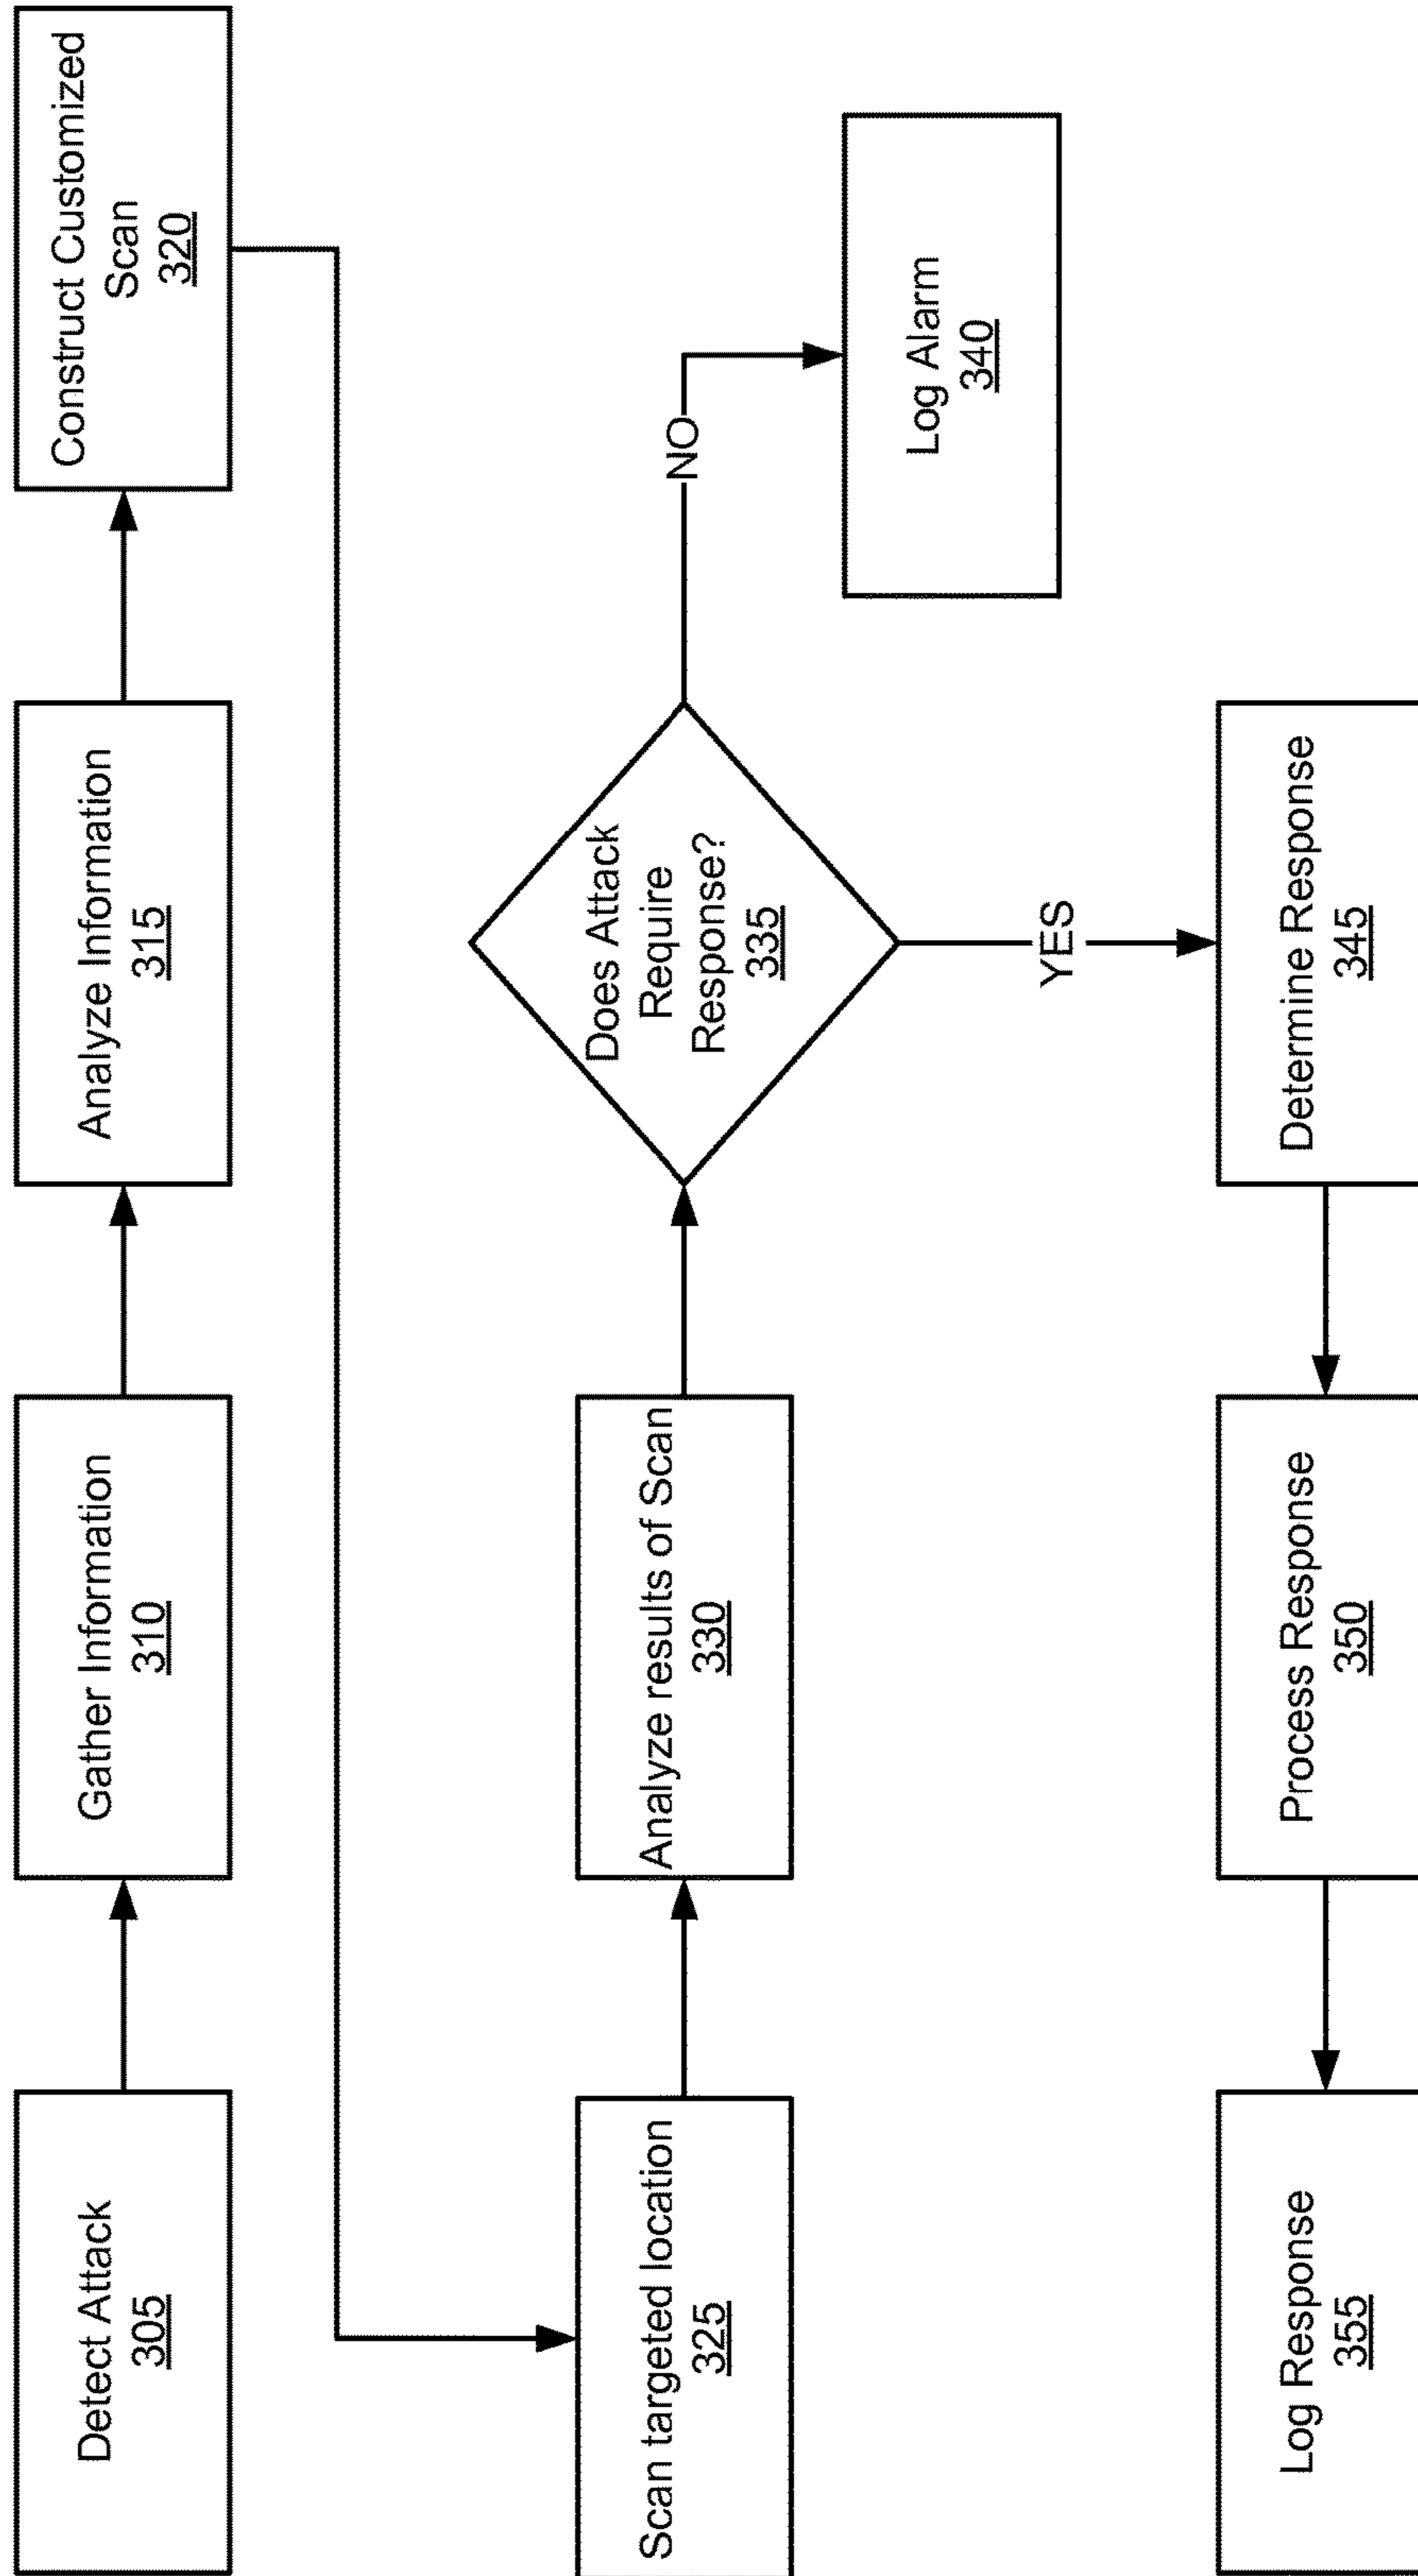 Detect Attack
305
Gather Information
310
Analyze Information
315
Construct Customized
Scan
320
Scan targeted location
325
Analyze results of Scan
330
Does Attack
Require
Response?
335
NO
Log Alarm
340
YES
Determine Response
345
Process Response
350
Log Response
355